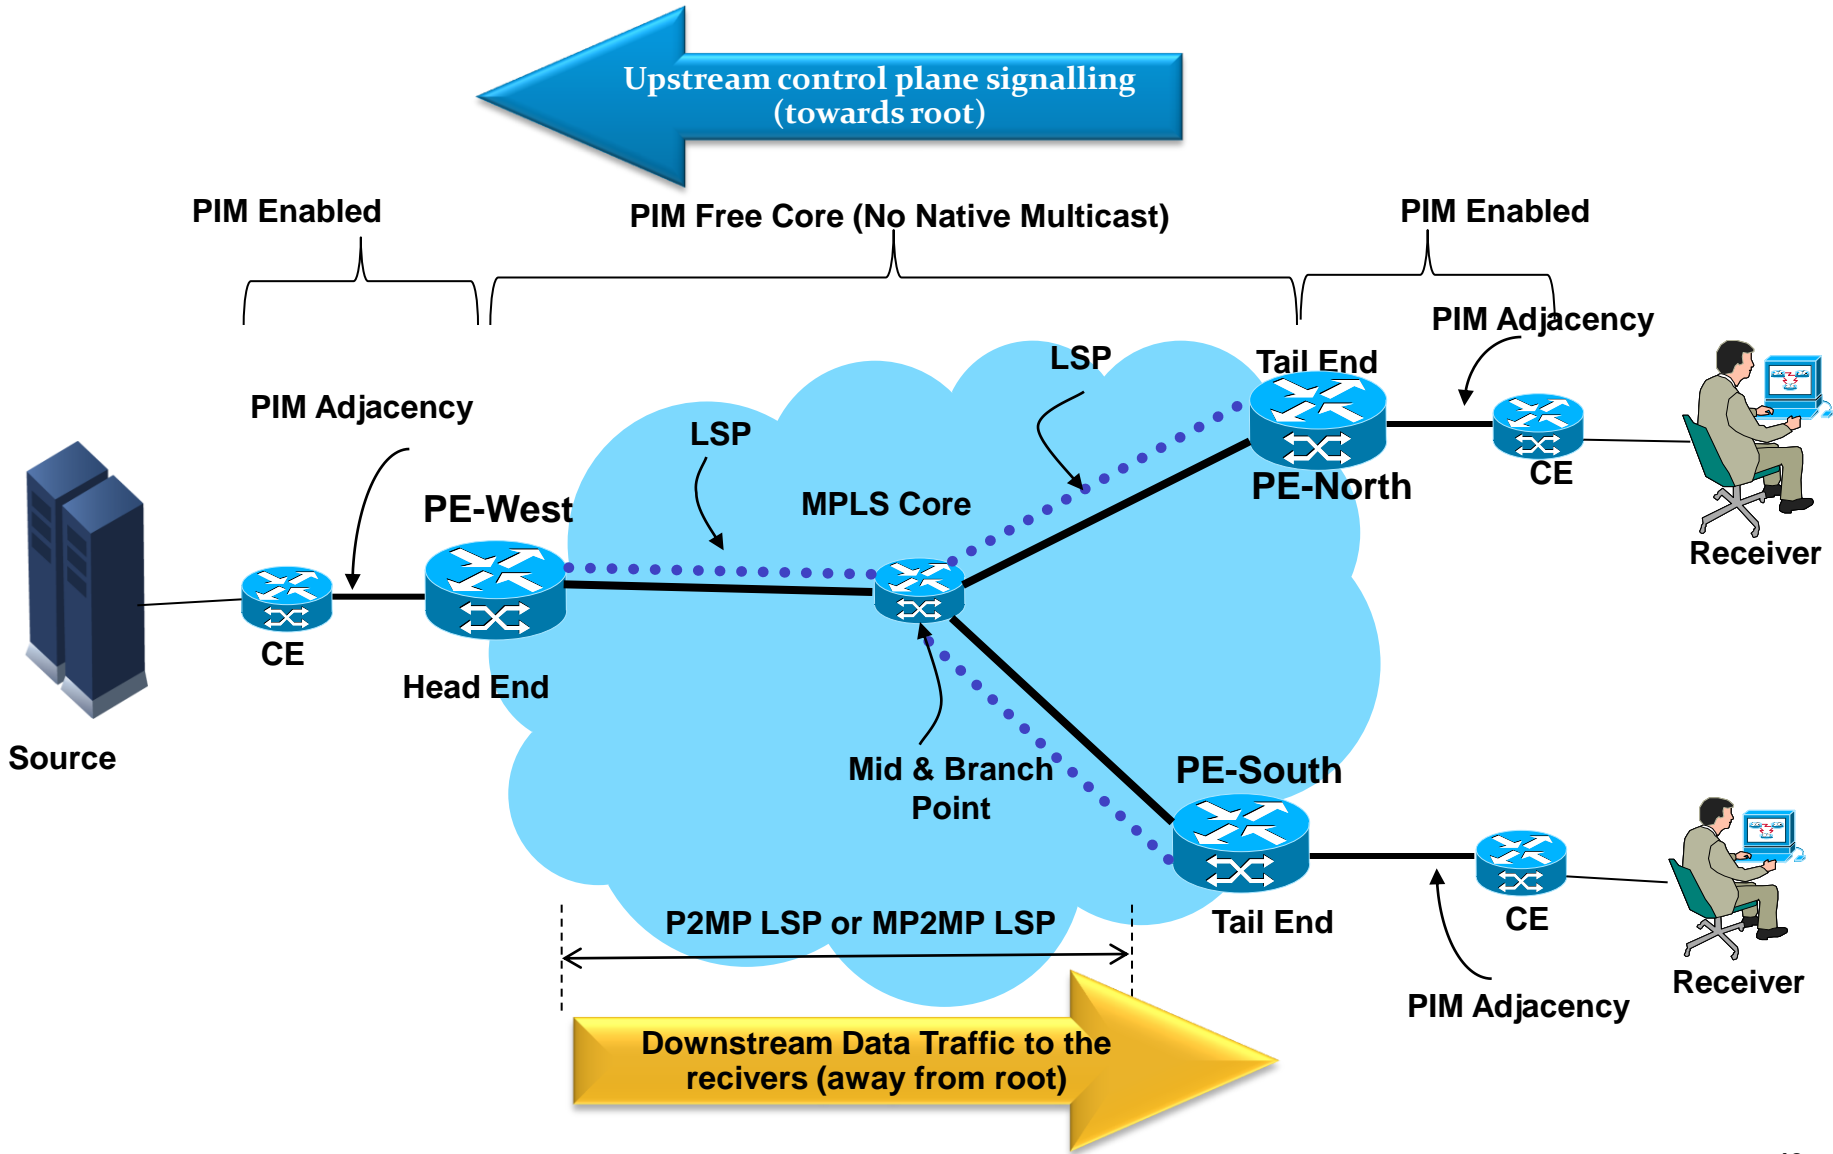 Upstream control plane signalling
(towards root)
PIM Enabled
PIM Free Core (No Native Multicast)
PIM Enabled
PIM Adjacency
LSP
Tail End
PIM Adjacency
LSP
PE-North
CE
MPLS Core
PE-West
Receiver
CE
Head End
Source
Mid & Branch
Point
PE-South
P2MP LSP or MP2MP LSP
Tail End
CE
Receiver
PIM Adjacency
Downstream Data Traffic to the
recivers (away from root)